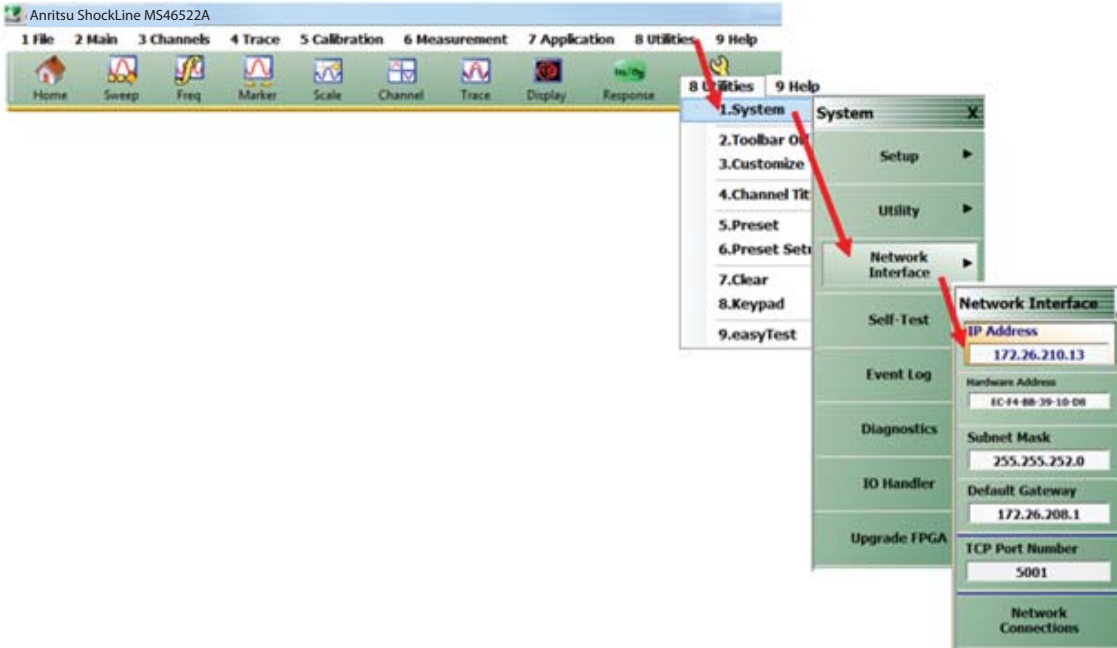 Anritsu ShockLine MS46522A
1 File 2 Main 3 Channels 4 Trace 5 Calibration 6 Measurement 7 Application 8 Utilities 9 Help
Home Sweep Freq Marker Scale Channel Trace Display Response
8 Utilities 9 Help
1.System
2.Toolbar
3.Customize
4.Channel Tit
5.Preset
6.Preset Setu
7.Clear
8.Keypad
9.easyTest
System X
Setup
Utility
Network
Interface
Self-Test
Event Log
Diagnostics
IO Handler
Upgrade FPGA
Network Interface
IP Address
172.26.210.13
Hardware Address
EC-F4-BB-39-10-D8
Subnet Mask
255.255.252.0
Default Gateway
172.26.208.1
TCP Port Number
5001
Network
Connections